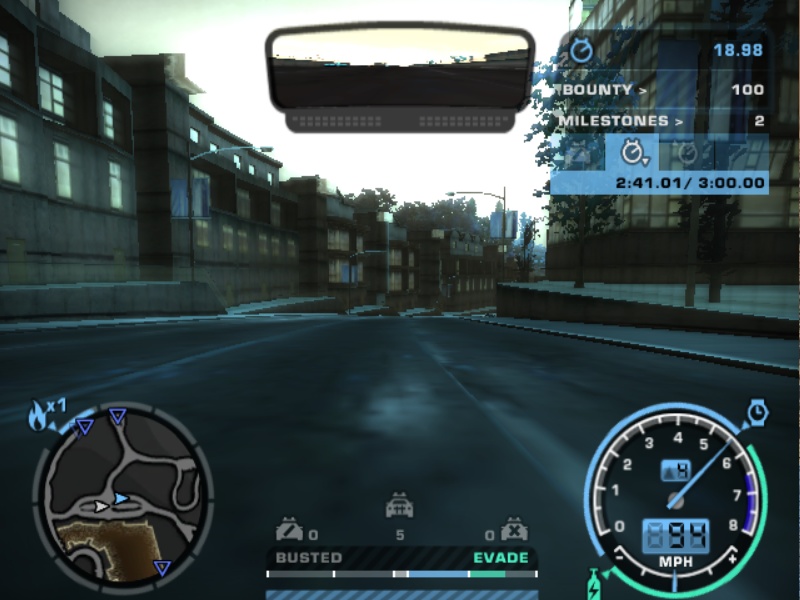 18.98
BOUNTY > 100
MILESTONES > 2
2:41.01/ 3:00.00
x1
0 5 0
BUSTED EVADE
0 1 2 3 4 5 6 7 8
4
94
MPH
- +